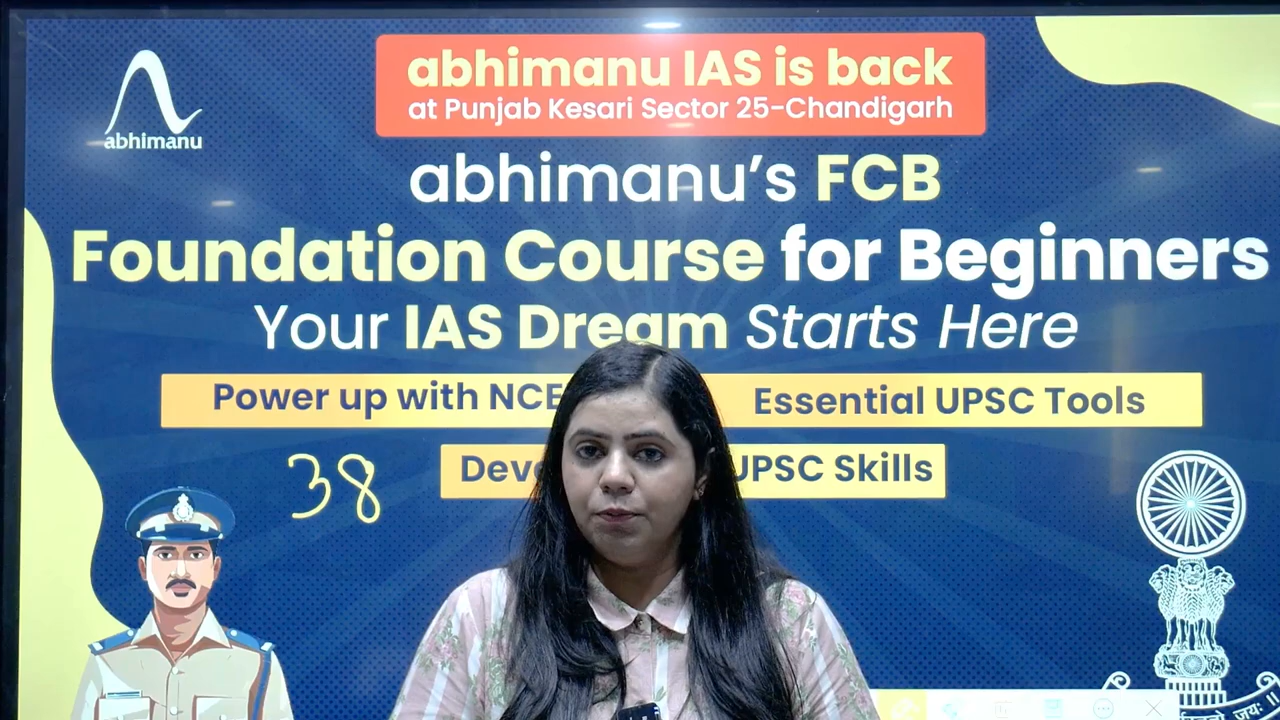 abhimanu IAS is back
at Punjab Kesari Sector 25-Chandigarh
abhimanu
abhimanu's FCB
Foundation Course for Beginners
Your IAS Dream Starts Here
Power up with
Essential UPSC Tools
UPSC Skills
38